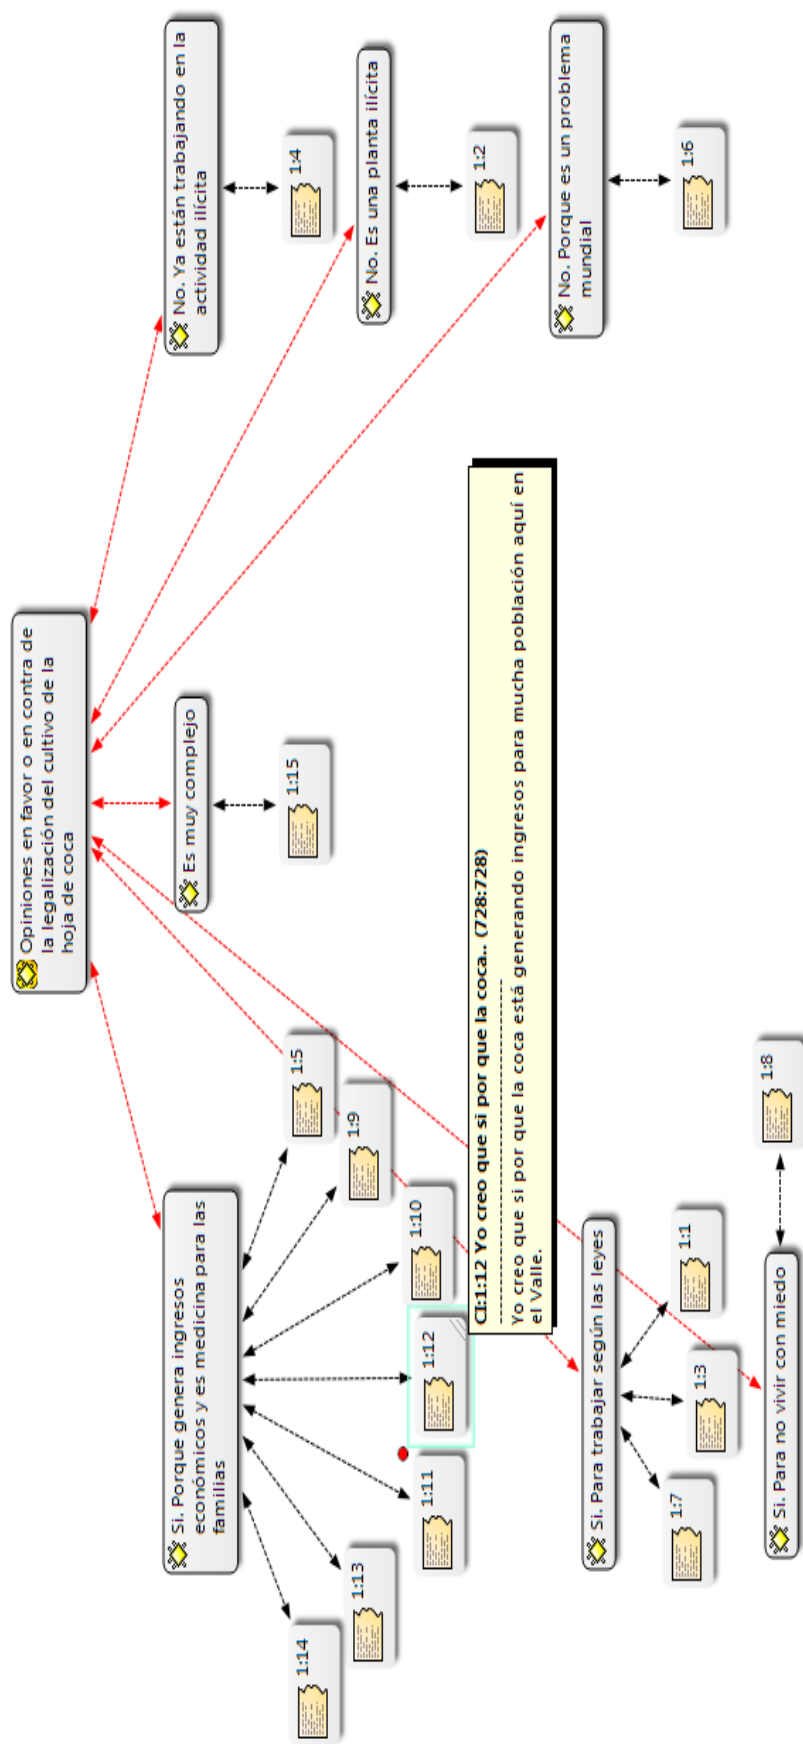 Opiniones en favor o en contra de
la legalización del cultivo de la
hoja de coca
Si. Porque genera ingresos
económicos y es medicina para las
familias
Es muy complejo
No. Ya están trabajando en la
actividad ilícita
1:14
1:13
1:11
1:12
1:10
1:9
1:5
1:15
1:4
No. Es una planta ilícita
1:2
CI:1:12 Yo creo que si por que la coca.. (728:728)
Yo creo que si por que la coca está generando ingresos para mucha población aquí en
el Valle.
No. Porque es un problema
mundial
1:6
Si. Para trabajar según las leyes
1:7
1:3
1:1
Si. Para no vivir con miedo
1:8